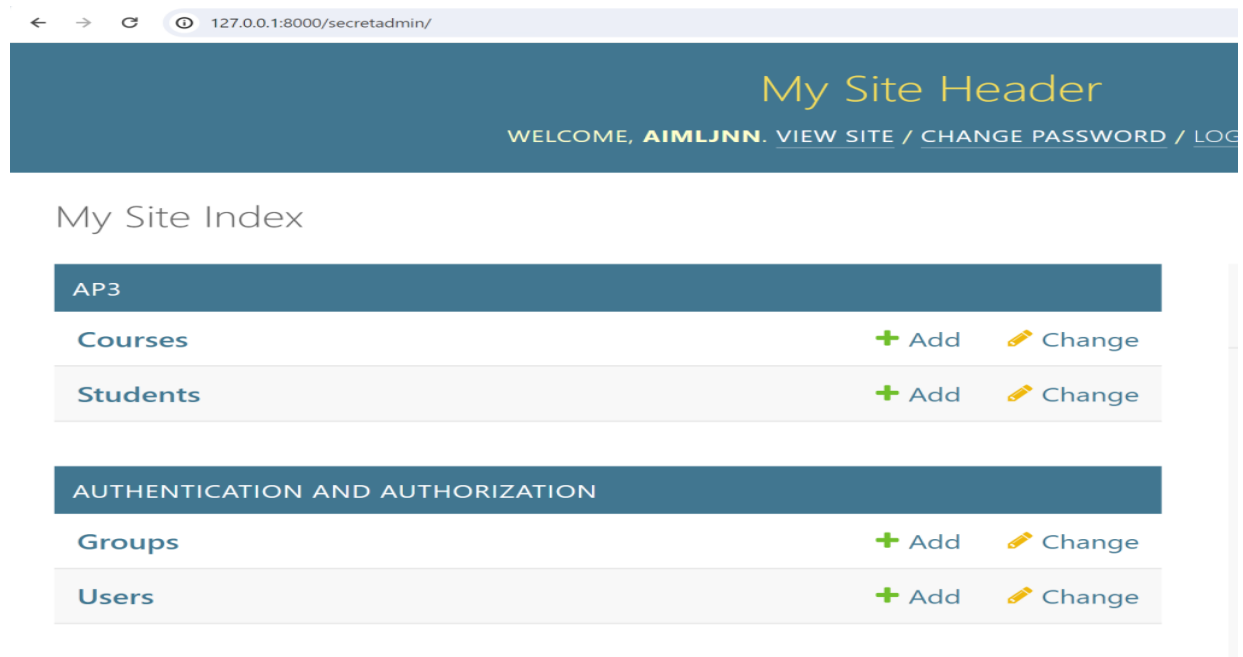 127.0.0.1:8000/secretadmin/
My Site Header
WELCOME, AIMLJNN. VIEW SITE / CHANGE PASSWORD /
My Site Index
AP3
Courses Add Change
Students Add Change
AUTHENTICATION AND AUTHORIZATION
Groups Add Change
Users Add Change